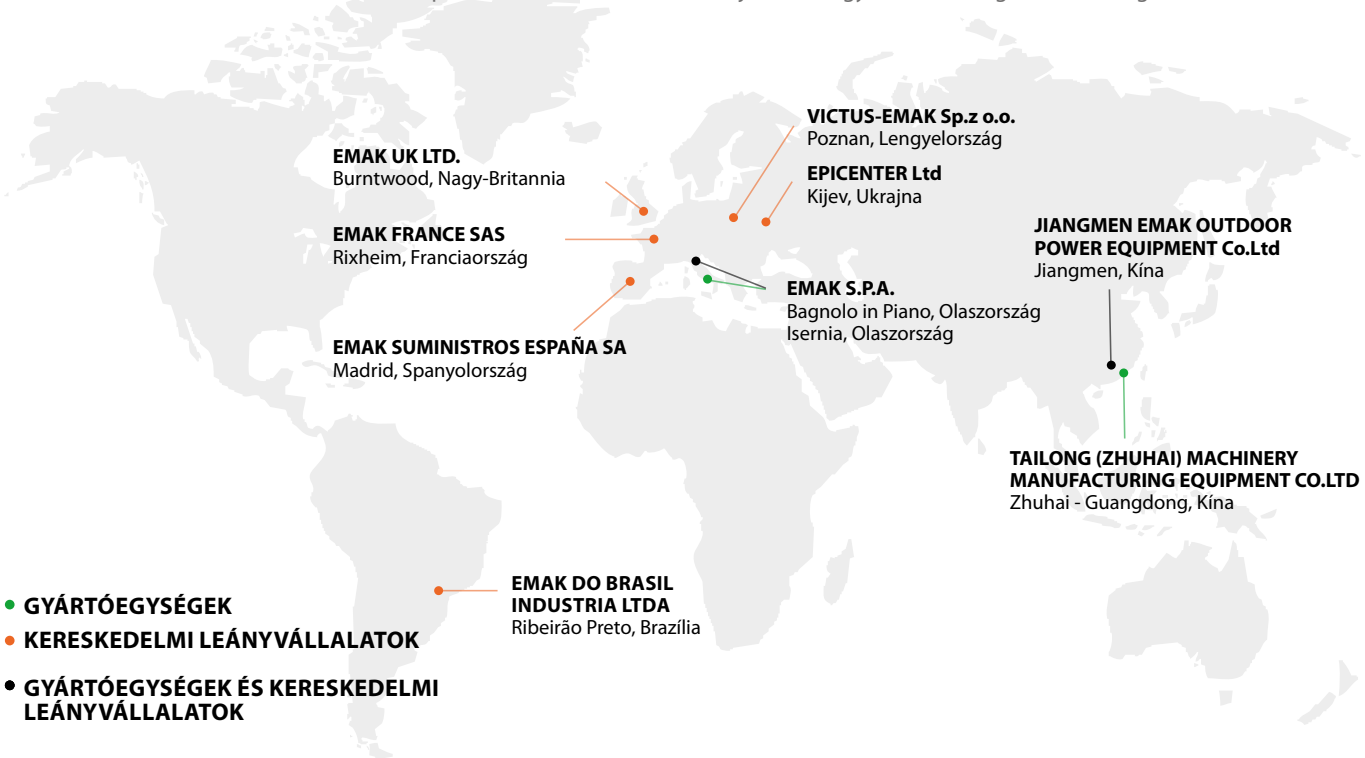 EMAK UK LTD.
Burntwood, Nagy-Britannia
EMAK FRANCE SAS
Rixheim, Franciaország
EMAK SUMINISTROS ESPAÑA SA
Madrid, Spanyolország
VICTUS-EMAK Sp.z o.o.
Poznan, Lengyelország
EPICENTER Ltd
Kijev, Ukrajna
EMAK S.P.A.
Bagnolo in Piano, Olaszország
Isernia, Olaszország
JIANGMEN EMAK OUTDOOR
POWER EQUIPMENT Co.Ltd
Jiangmen, Kína
TAILONG (ZHUHAI) MACHINERY
MANUFACTURING EQUIPMENT CO.LTD
Zhuhai - Guangdong, Kína
EMAK DO BRASIL
INDUSTRIA LTDA
Ribeirão Preto, Brazília
GYÁRTÓEGYSÉGEK
KERESKEDELMI LEÁNYVÁLLALATOK
GYÁRTÓEGYSÉGEK ÉS KERESKEDELMI
LEÁNYVÁLLALATOK